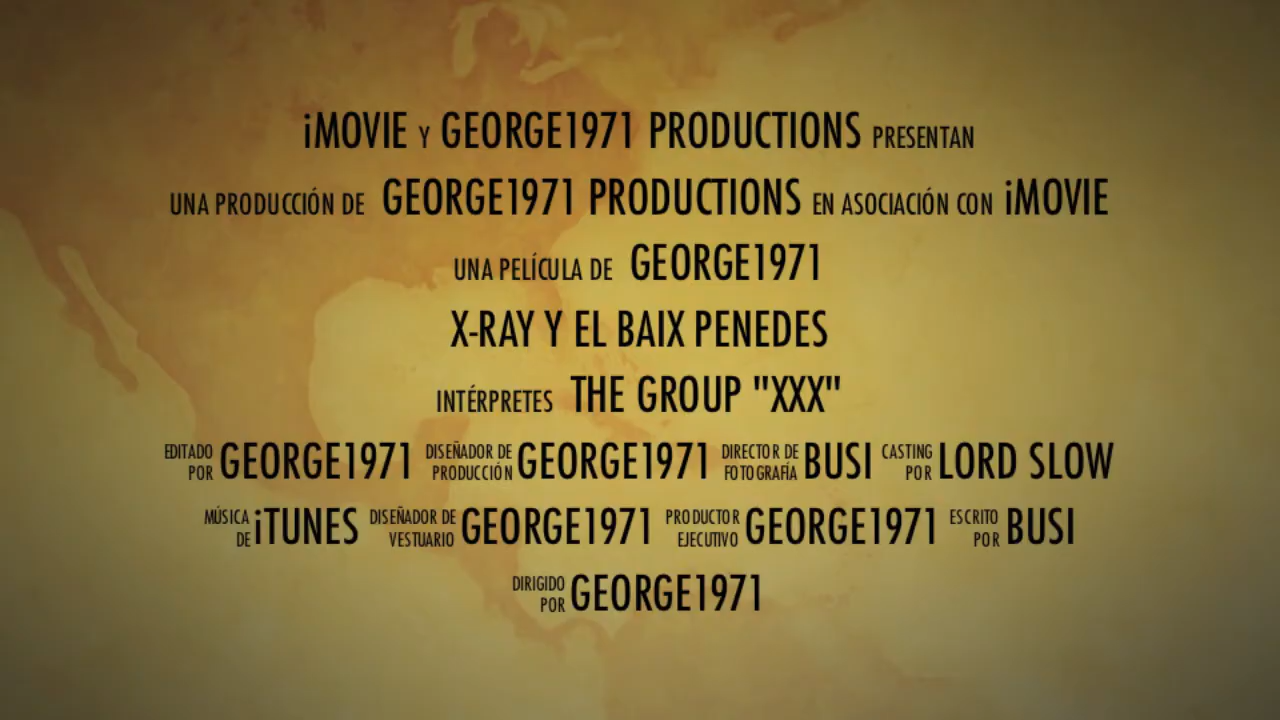 iMOVIE Y GEORGE1971 PRODUCTIONS PRESENTAN
UNA PRODUCCIÓN DE GEORGE1971 PRODUCTIONS EN ASOCIACIÓN CON iMOVIE
UNA PELÍCULA DE GEORGE1971
X-RAY Y EL BAIX PENEDES
INTÉRPRETES THE GROUP "XXX"
EDITADO POR GEORGE1971 DISEÑADOR DE PRODUCCIÓN GEORGE1971 DIRECTOR DE FOTOGRAFÍA BUSI CASTING POR LORD SLOW
MÚSICA DE iTUNES DISEÑADOR DE VESTUARIO GEORGE1971 PRODUCTOR EJECUTIVO GEORGE1971 ESCRITO POR BUSI
DIRIGIDO POR GEORGE1971